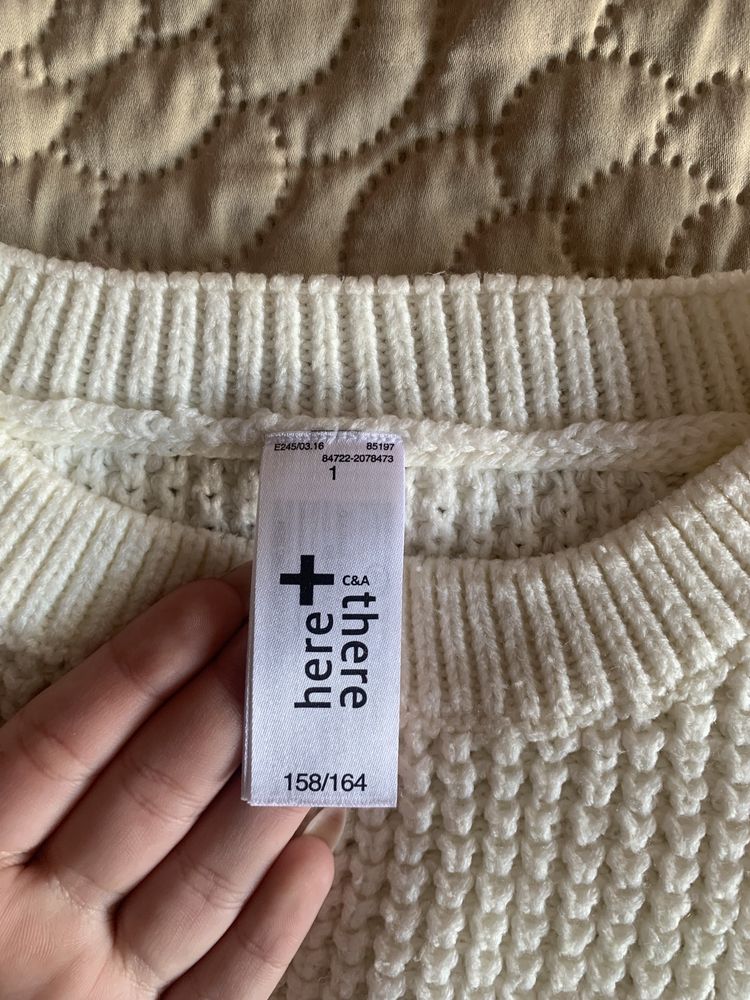 E245/03.16 85197
84722-2078473
1
here + there
C&A
158/164